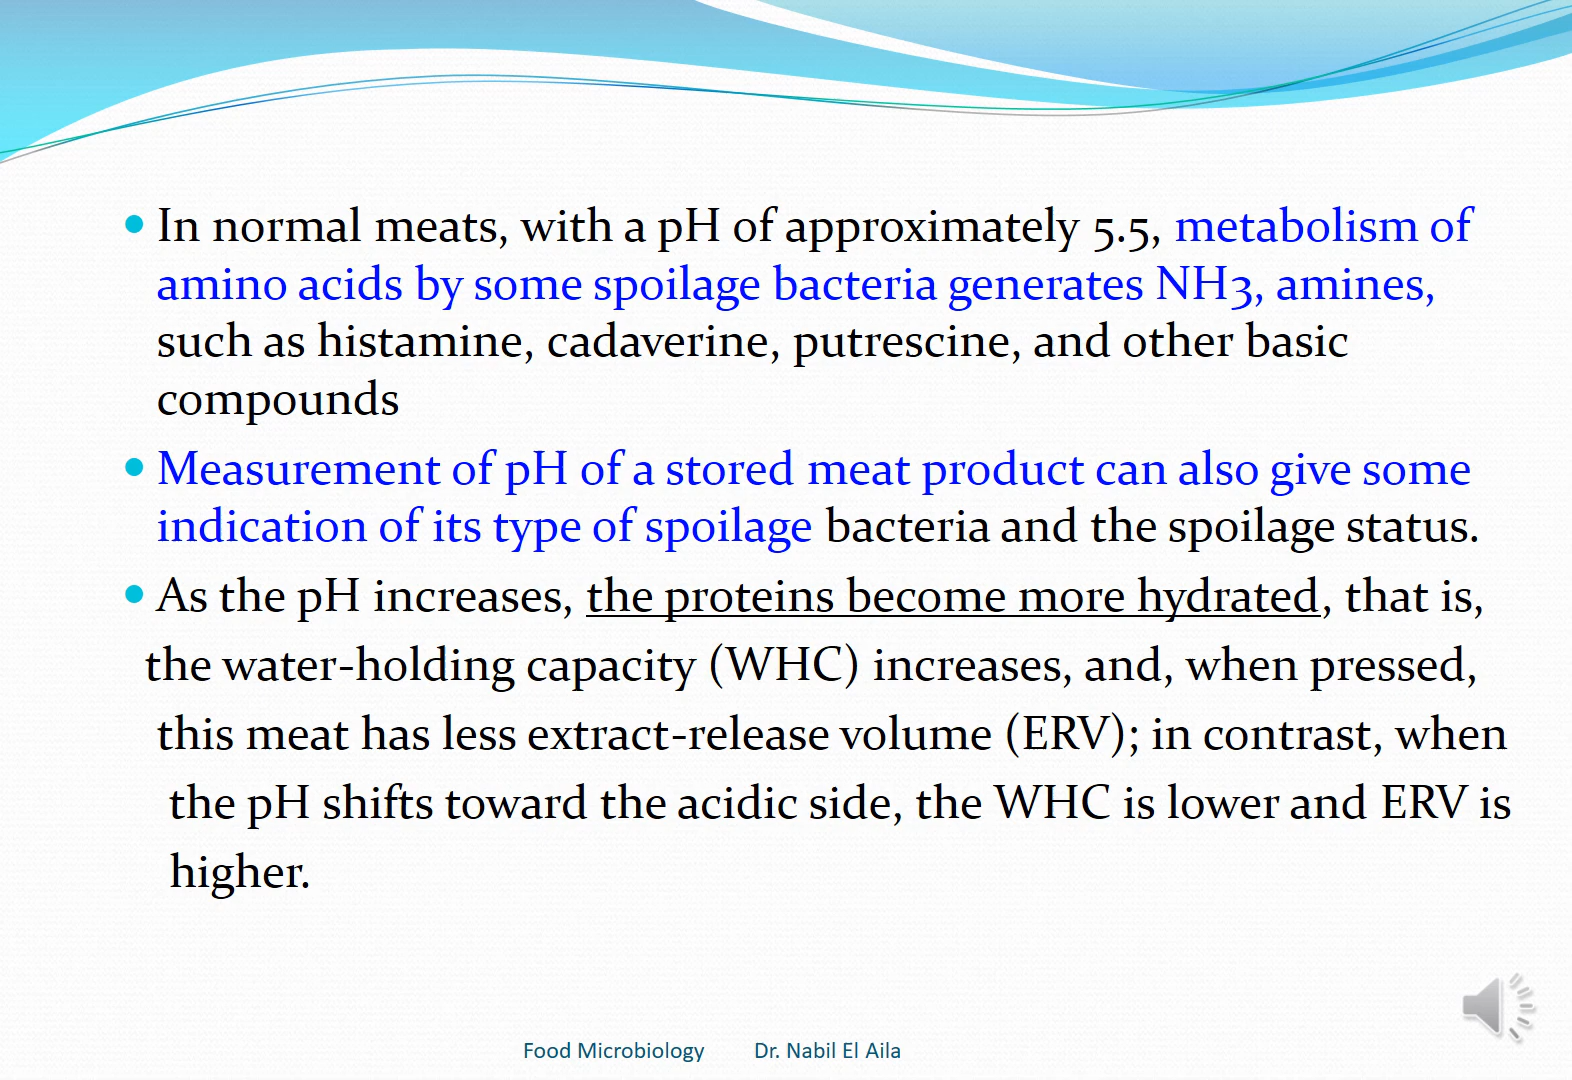 In normal meats, with a pH of approximately 5.5, metabolism of
amino acids by some spoilage bacteria generates NH3, amines,
such as histamine, cadaverine, putrescine, and other basic
compounds
Measurement of pH of a stored meat product can also give some
indication of its type of spoilage bacteria and the spoilage status.
As the pH increases, the proteins become more hydrated, that is,
the water-holding capacity (WHC) increases, and, when pressed,
this meat has less extract-release volume (ERV); in contrast, when
the pH shifts toward the acidic side, the WHC is lower and ERV is
higher.
Food Microbiology Dr. Nabil El Aila